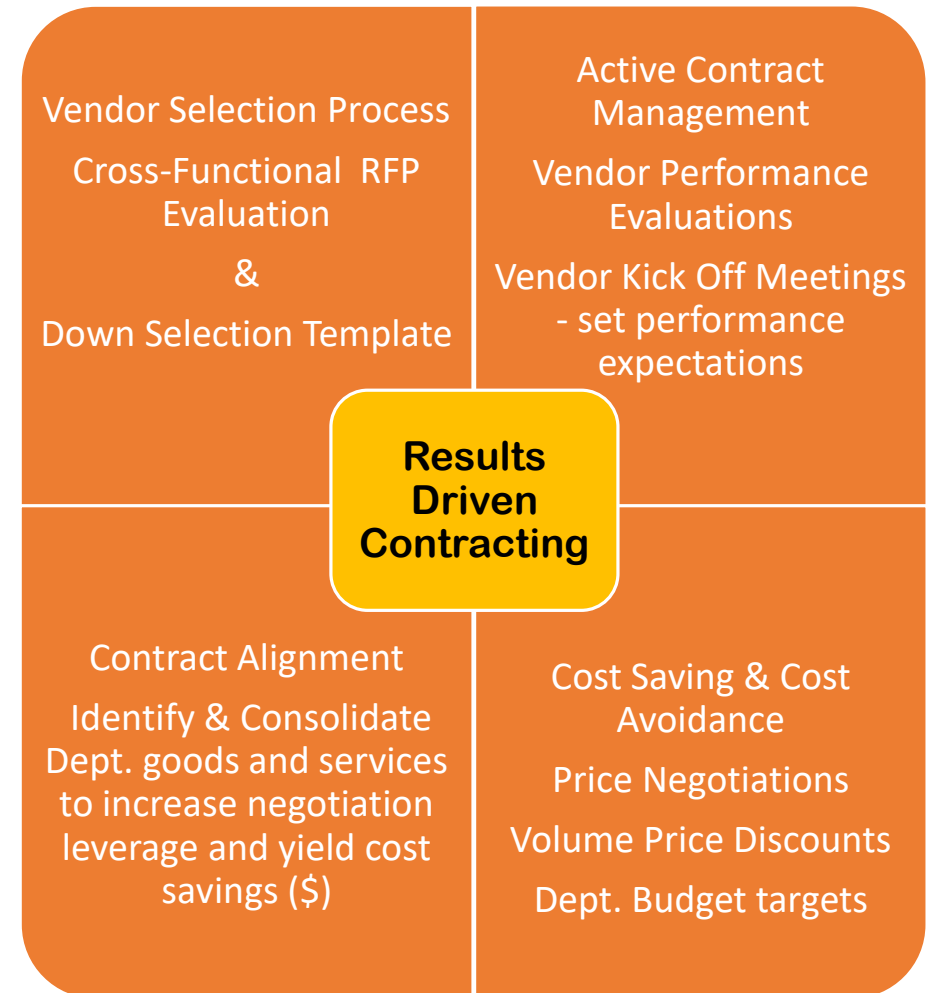 Vendor Selection Process
Cross-Functional RFP
Evaluation
&
Down Selection Template
Active Contract
Management
Vendor Performance
Evaluations
Vendor Kick Off Meetings
- set performance
expectations
Results
Driven
Contracting
Contract Alignment
Identify & Consolidate
Dept. goods and services
to increase negotiation
leverage and yield cost
savings ($)
Cost Saving & Cost
Avoidance
Price Negotiations
Volume Price Discounts
Dept. Budget targets